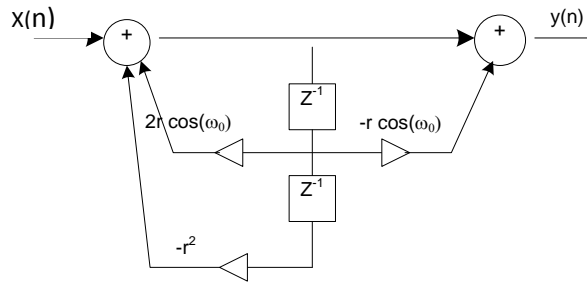 X(n)
+
+
y(n)
Z⁻¹
2r cos(ω₀)
-r cos(ω₀)
Z⁻¹
-r²